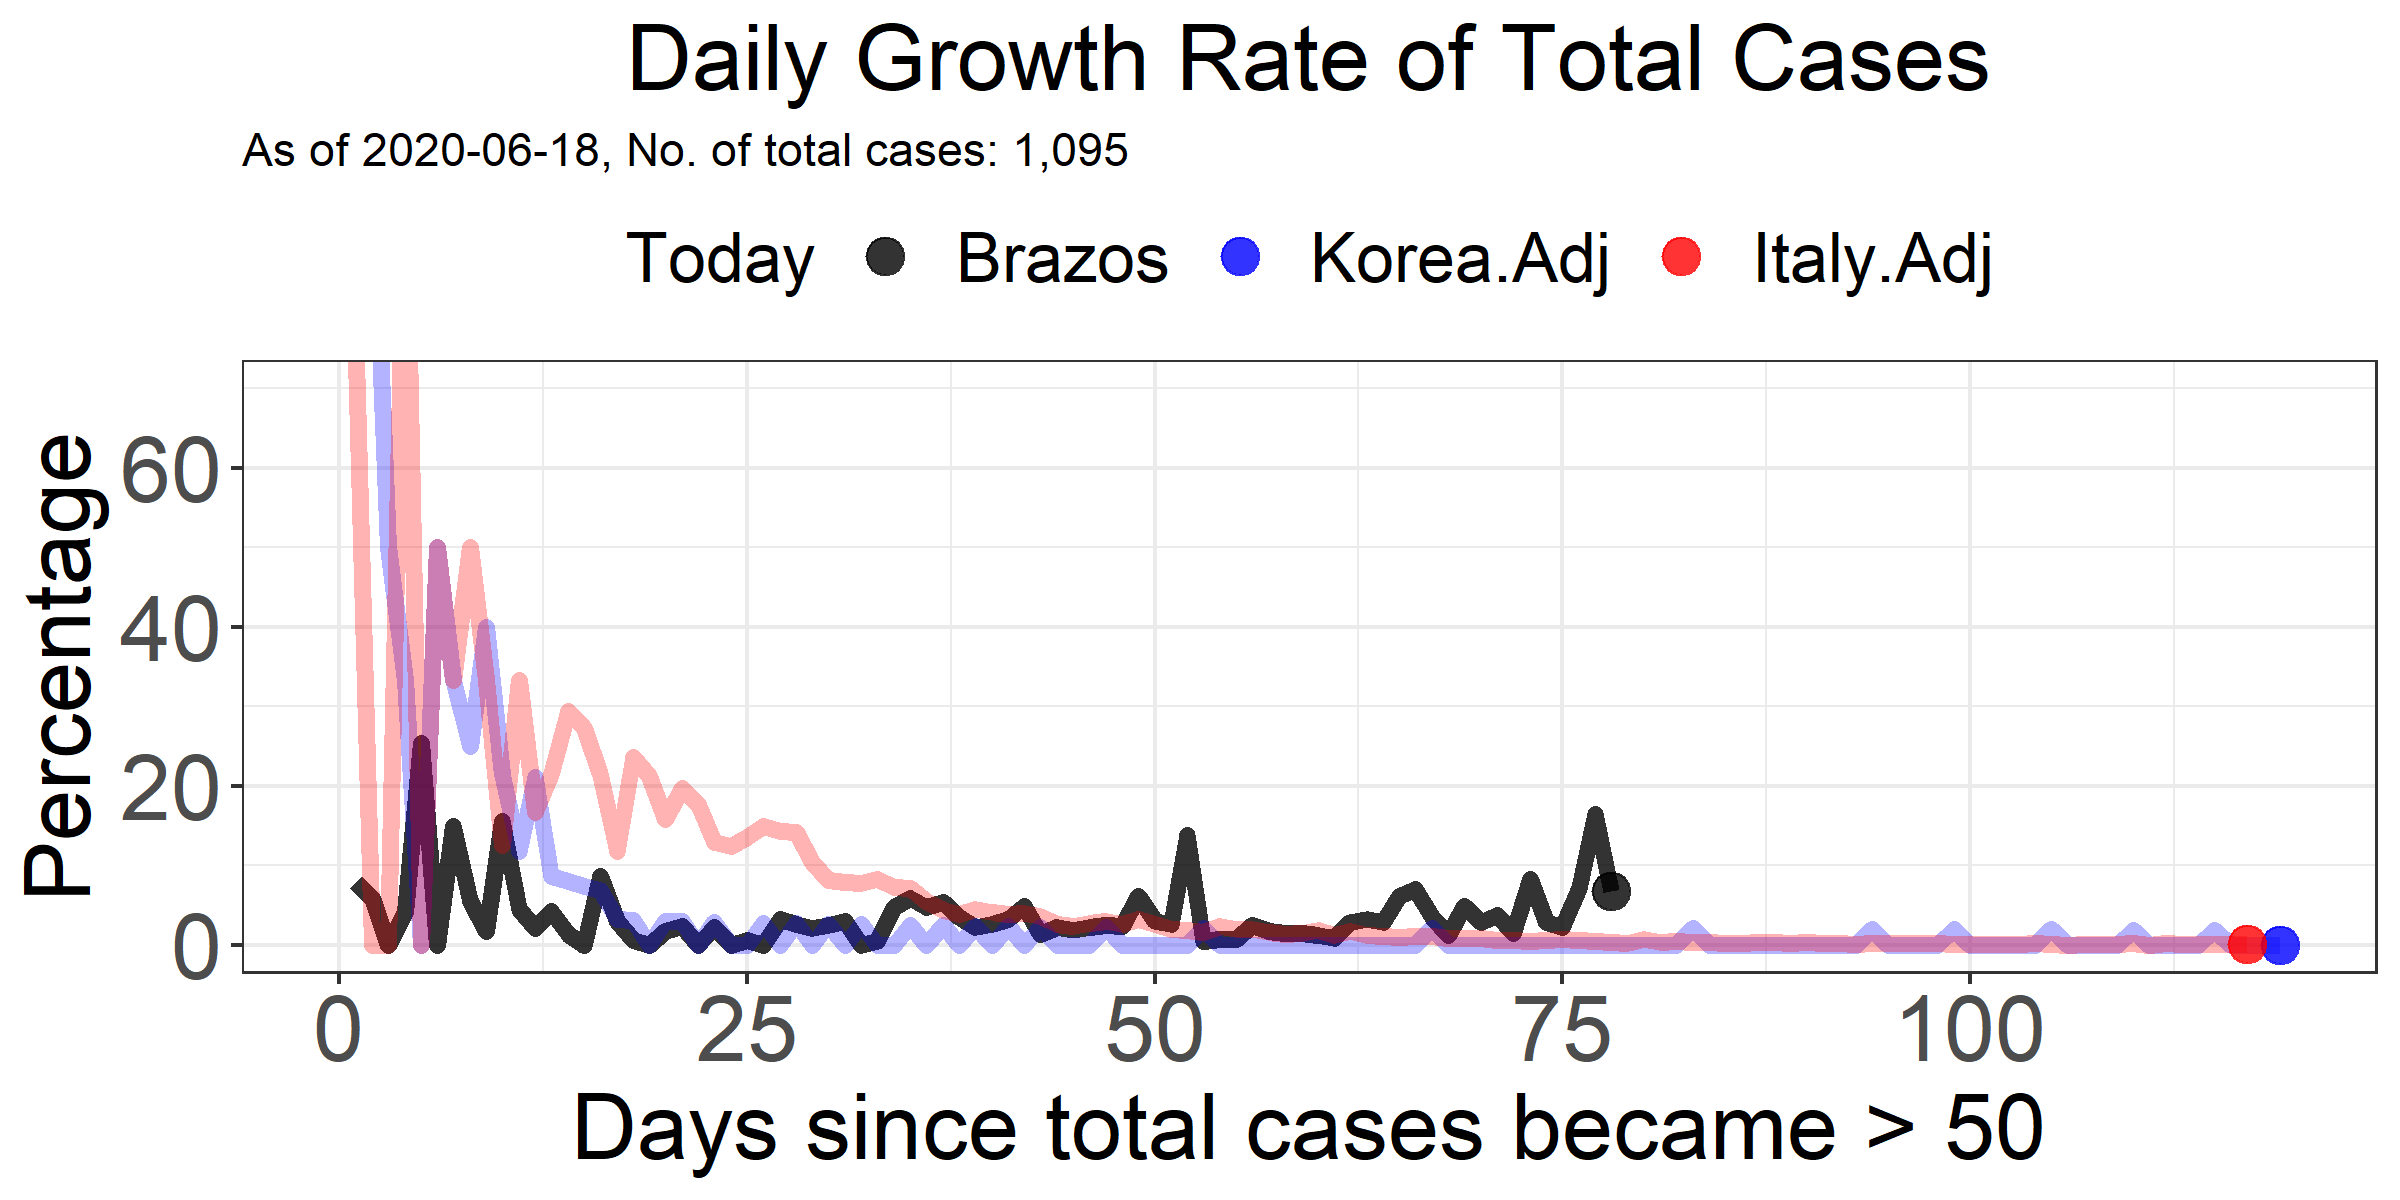 Daily Growth Rate of Total Cases
As of 2020-06-18, No. of total cases: 1,095
Today Brazos Korea.Adj Italy.Adj
Percentage
60
40
20
0
0 25 50 75 100
Days since total cases became > 50